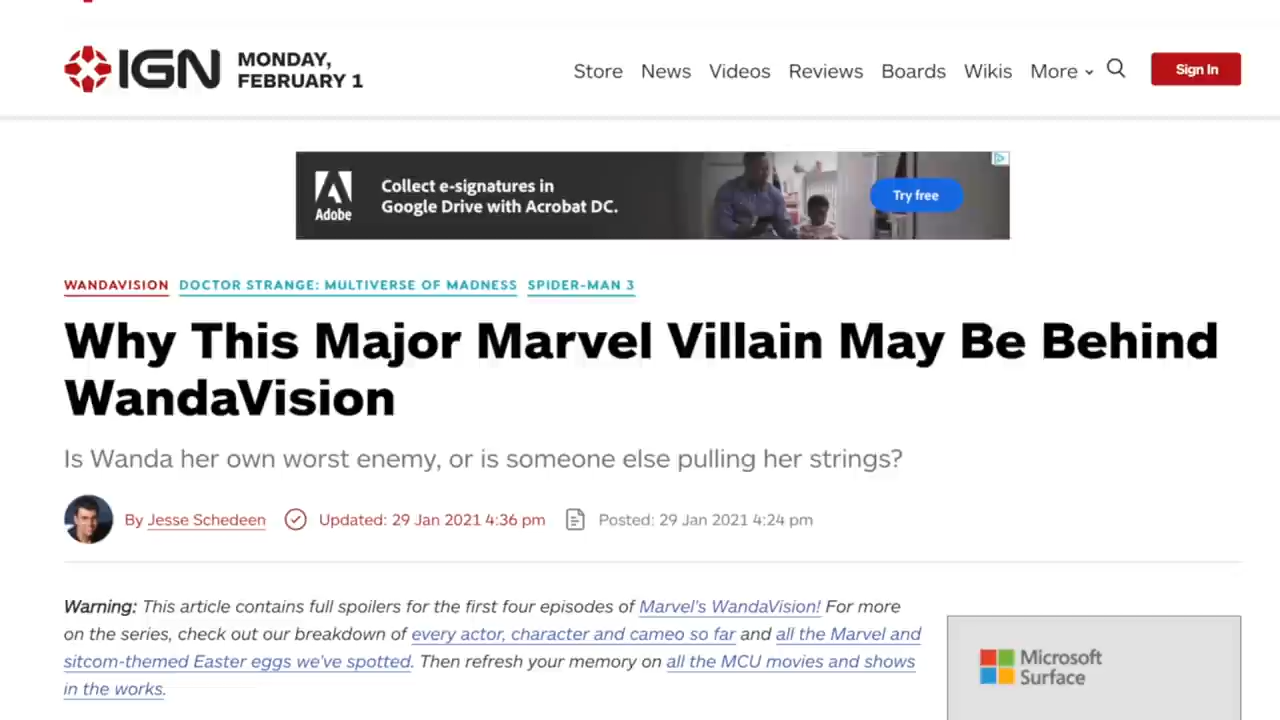 IGN
MONDAY,
FEBRUARY 1
Store News Videos Reviews Boards Wikis More
Sign In
Adobe
Collect e-signatures in
Google Drive with Acrobat DC.
Try free
WANDAVISION DOCTOR STRANGE: MULTIVERSE OF MADNESS SPIDER-MAN 3
Why This Major Marvel Villain May Be Behind
WandaVision
Is Wanda her own worst enemy, or is someone else pulling her strings?
By Jesse Schedeen Updated: 29 Jan 2021 4:36 pm Posted: 29 Jan 2021 4:24 pm
Warning: This article contains full spoilers for the first four episodes of Marvel's WandaVision! For more
on the series, check out our breakdown of every actor, character and cameo so far and all the Marvel and
sitcom-themed Easter eggs we've spotted. Then refresh your memory on all the MCU movies and shows
in the works.
Microsoft
Surface